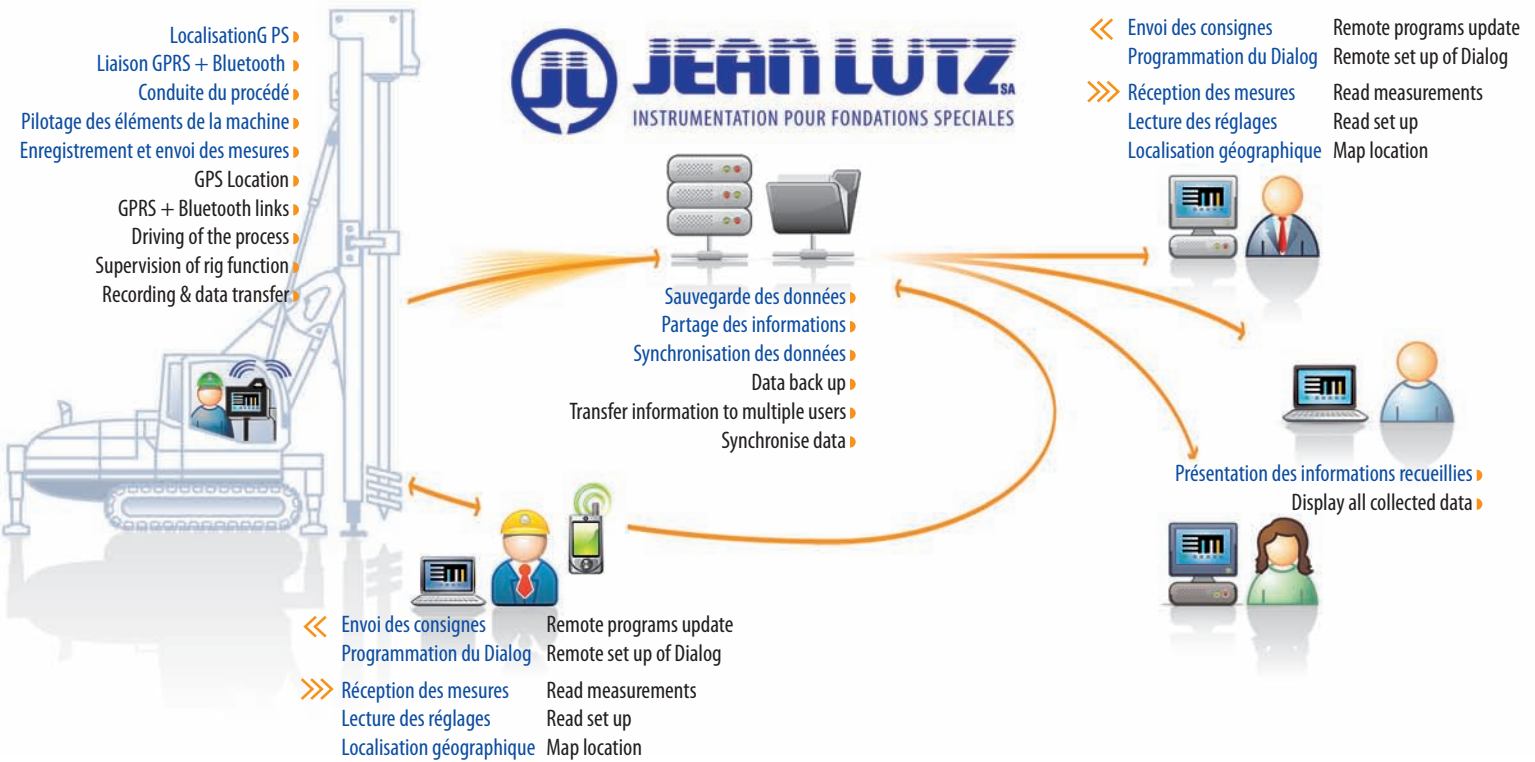 LocalisationG PS
Liaison GPRS + Bluetooth
Conduite du procédé
Pilotage des éléments de la machine
Enregistrement et envoi des mesures
GPS Location
GPRS + Bluetooth links
Driving of the process
Supervision of rig function
Recording & data transfer
JL JEAN LUTZ SA
INSTRUMENTATION POUR FONDATIONS SPECIALES
Envoi des consignes Remote programs update
Programmation du Dialog Remote set up of Dialog
Réception des mesures Read measurements
Lecture des réglages Read set up
Localisation géographique Map location
Sauvegarde des données
Partage des informations
Synchronisation des données
Data back up
Transfer information to multiple users
Synchronise data
Présentation des informations recueillies
Display all collected data
Envoi des consignes Remote programs update
Programmation du Dialog Remote set up of Dialog
Réception des mesures Read measurements
Lecture des réglages Read set up
Localisation géographique Map location